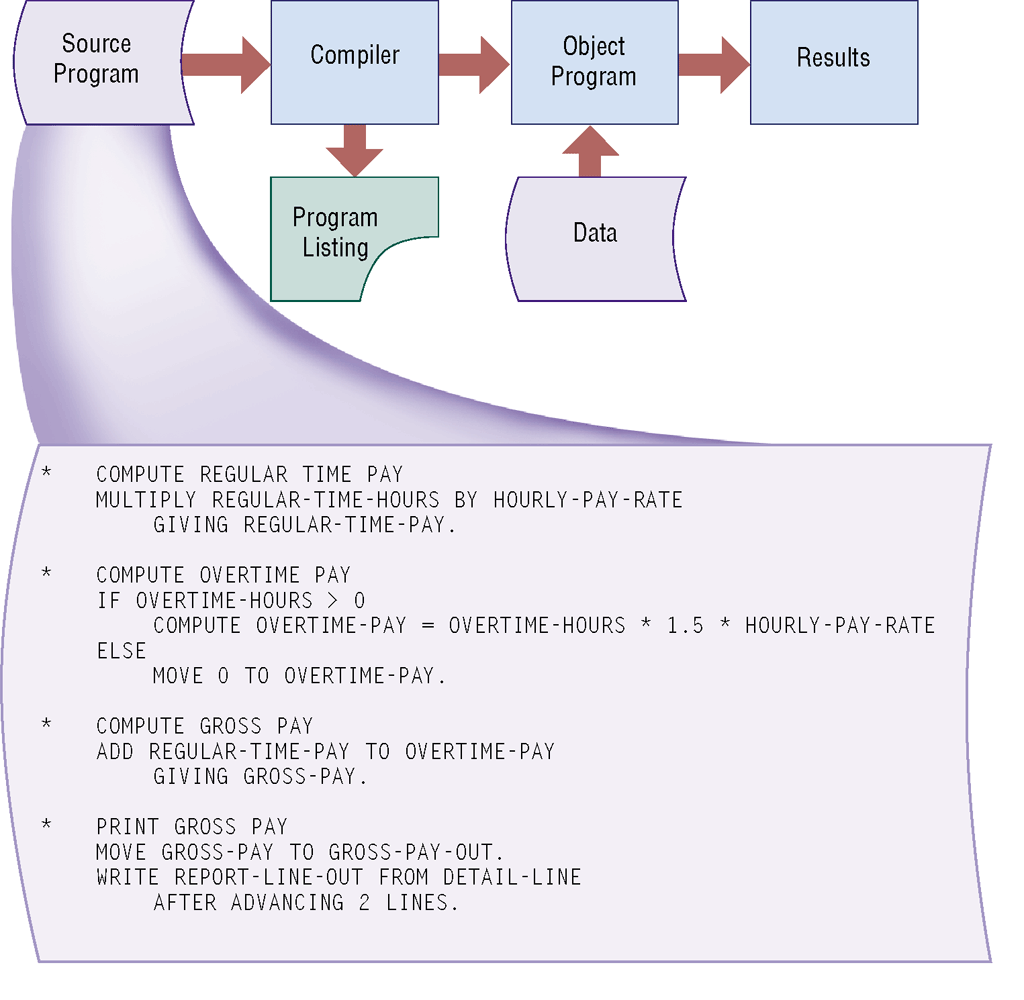 Source
Program
Compiler
Object
Program
Results
Program
Listing
Data
* COMPUTE REGULAR TIME PAY
MULTIPLY REGULAR-TIME-HOURS BY HOURLY-PAY-RATE
GIVING REGULAR-TIME-PAY.
* COMPUTE OVERTIME PAY
IF OVERTIME-HOURS > 0
COMPUTE OVERTIME-PAY = OVERTIME-HOURS * 1.5 * HOURLY-PAY-RATE
ELSE
MOVE 0 TO OVERTIME-PAY.
* COMPUTE GROSS PAY
ADD REGULAR-TIME-PAY TO OVERTIME-PAY
GIVING GROSS-PAY.
* PRINT GROSS PAY
MOVE GROSS-PAY TO GROSS-PAY-OUT.
WRITE REPORT-LINE-OUT FROM DETAIL-LINE
AFTER ADVANCING 2 LINES.